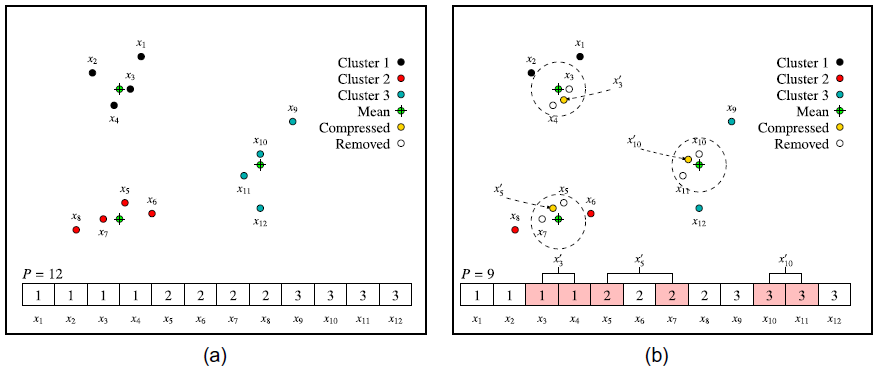 x₁
x₂
x₃
x₄
Cluster 1
Cluster 2
Cluster 3
Mean
Compressed
Removed
x₉
x₁₀
x₁₁
x₁₂
x₅
x₆
x₇
x₈
P = 12
1 1 1 1 2 2 2 2 3 3 3 3
x₁ x₂ x₃ x₄ x₅ x₆ x₇ x₈ x₉ x₁₀ x₁₁ x₁₂
(a)
x₁
x₂
x₃
x₄
x′₃
Cluster 1
Cluster 2
Cluster 3
Mean
Compressed
Removed
x₉
x′₁₀
x₁₀
x₁₁
x₁₂
x′₅
x₅
x₆
x₇
x₈
P = 9
x′₃ x′₅ x′₁₀
1 1 1 1 2 2 2 2 3 3 3 3
x₁ x₂ x₃ x₄ x₅ x₆ x₇ x₈ x₉ x₁₀ x₁₁ x₁₂
(b)